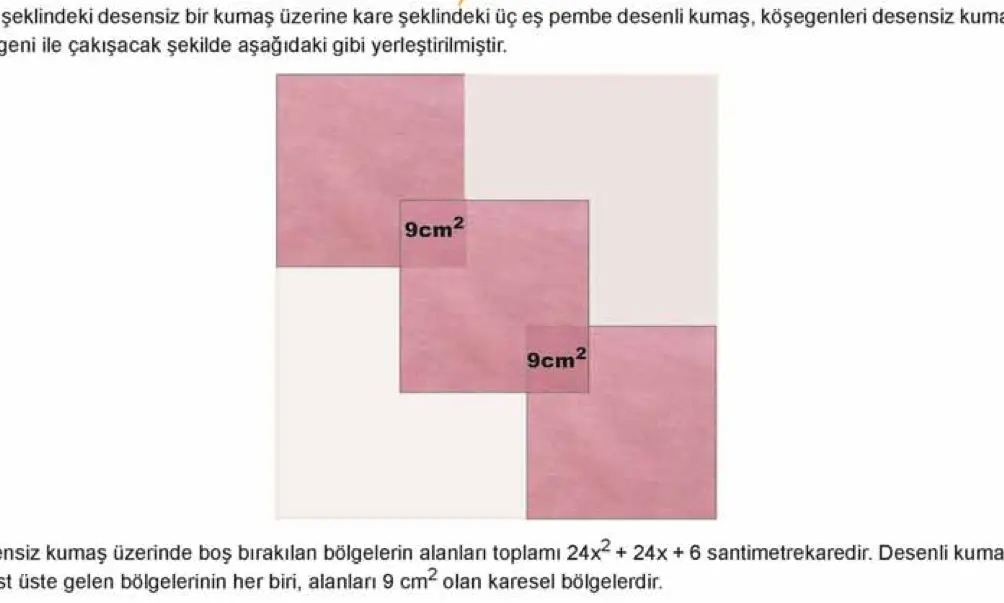 şeklindeki desensiz bir kumaş üzerine kare şeklindeki üç eş pembe desenli kumaş, köşegenleri desensiz kuma
geni ile çakışacak şekilde aşağıdaki gibi yerleştirilmiştir.
9cm²
9cm²
ensiz kumaş üzerinde boş bırakılan bölgelerin alanları toplamı 24x² + 24x + 6 santimetrekaredir. Desenli kuma
st üste gelen bölgelerinin her biri, alanları 9 cm² olan karesel bölgelerdir.